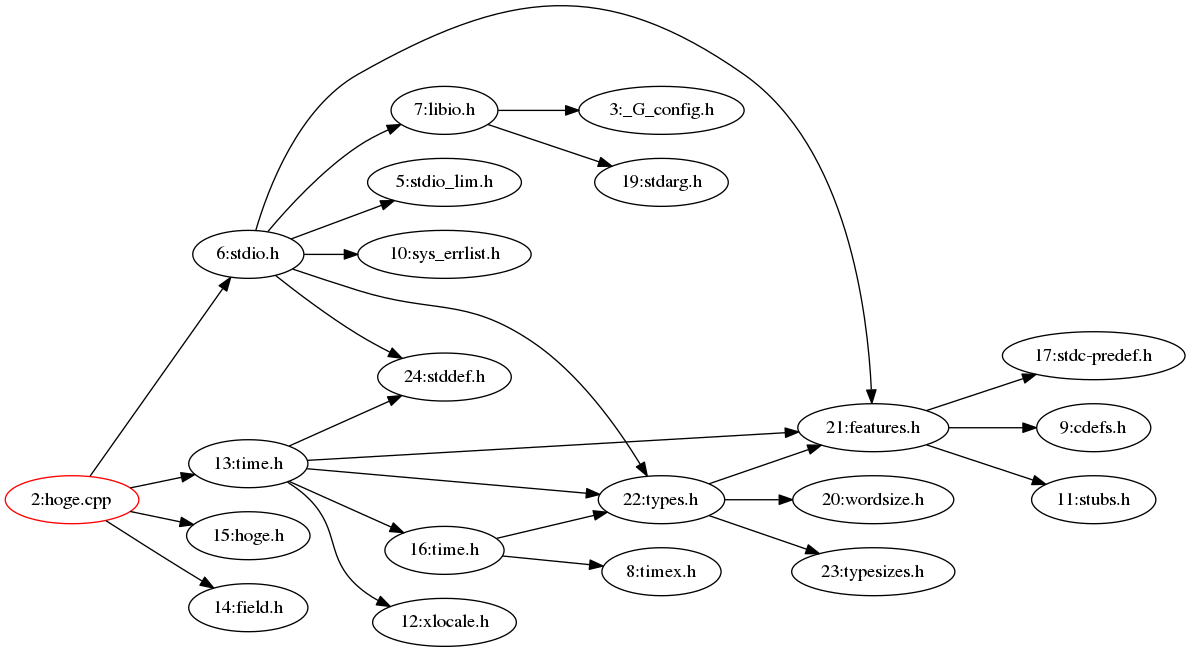 7:libio.h
3:_G_config.h
5:stdio_lim.h
19:stdarg.h
6:stdio.h
10:sys_errlist.h
17:stdc-predef.h
24:stddef.h
21:features.h
9:cdefs.h
13:time.h
2:hoge.cpp
22:types.h
20:wordsize.h
11:stubs.h
15:hoge.h
16:time.h
8:timex.h
23:typesizes.h
14:field.h
12:xlocale.h